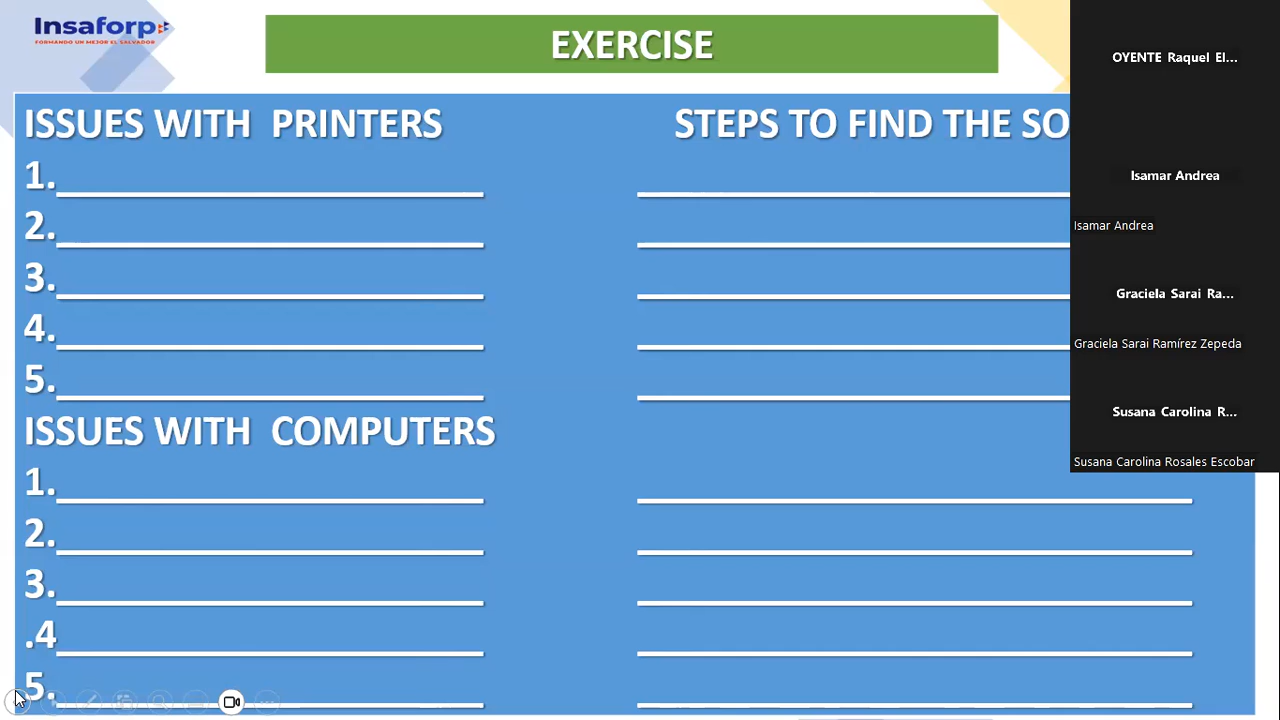 Insaforp
FORMANDO UN MEJOR EL SALVADOR
EXERCISE
ISSUES WITH PRINTERS STEPS TO FIND THE SO
1.
2.
3.
4.
5.
ISSUES WITH COMPUTERS
1.
2.
3.
.4
5.
OYENTE Raquel El...
Isamar Andrea
Isamar Andrea
Graciela Sarai Ra...
Graciela Sarai Ramírez Zepeda
Susana Carolina R...
Susana Carolina Rosales Escobar